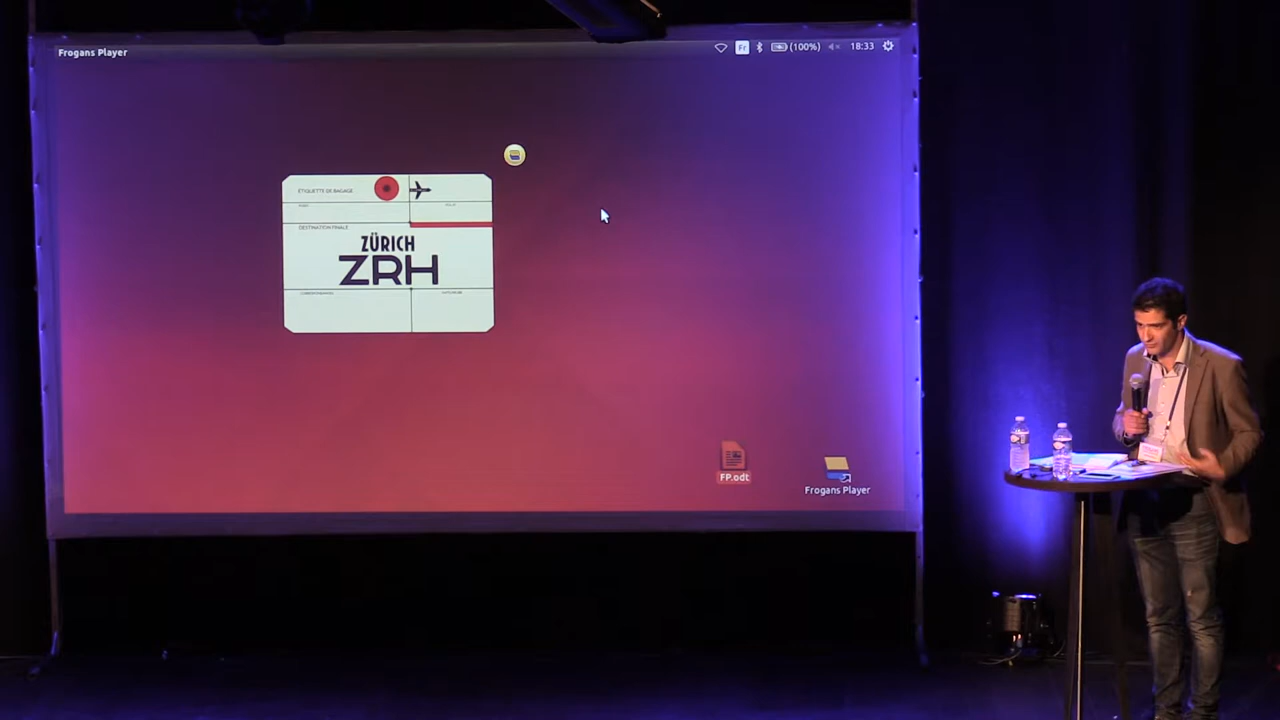 Frogans Player
Fr
(100%)
18:33
ÉTIQUETTE DE BAGAGE
DESTINATION FINALE
ZÜRICH
ZRH
FP.odt
Frogans Player